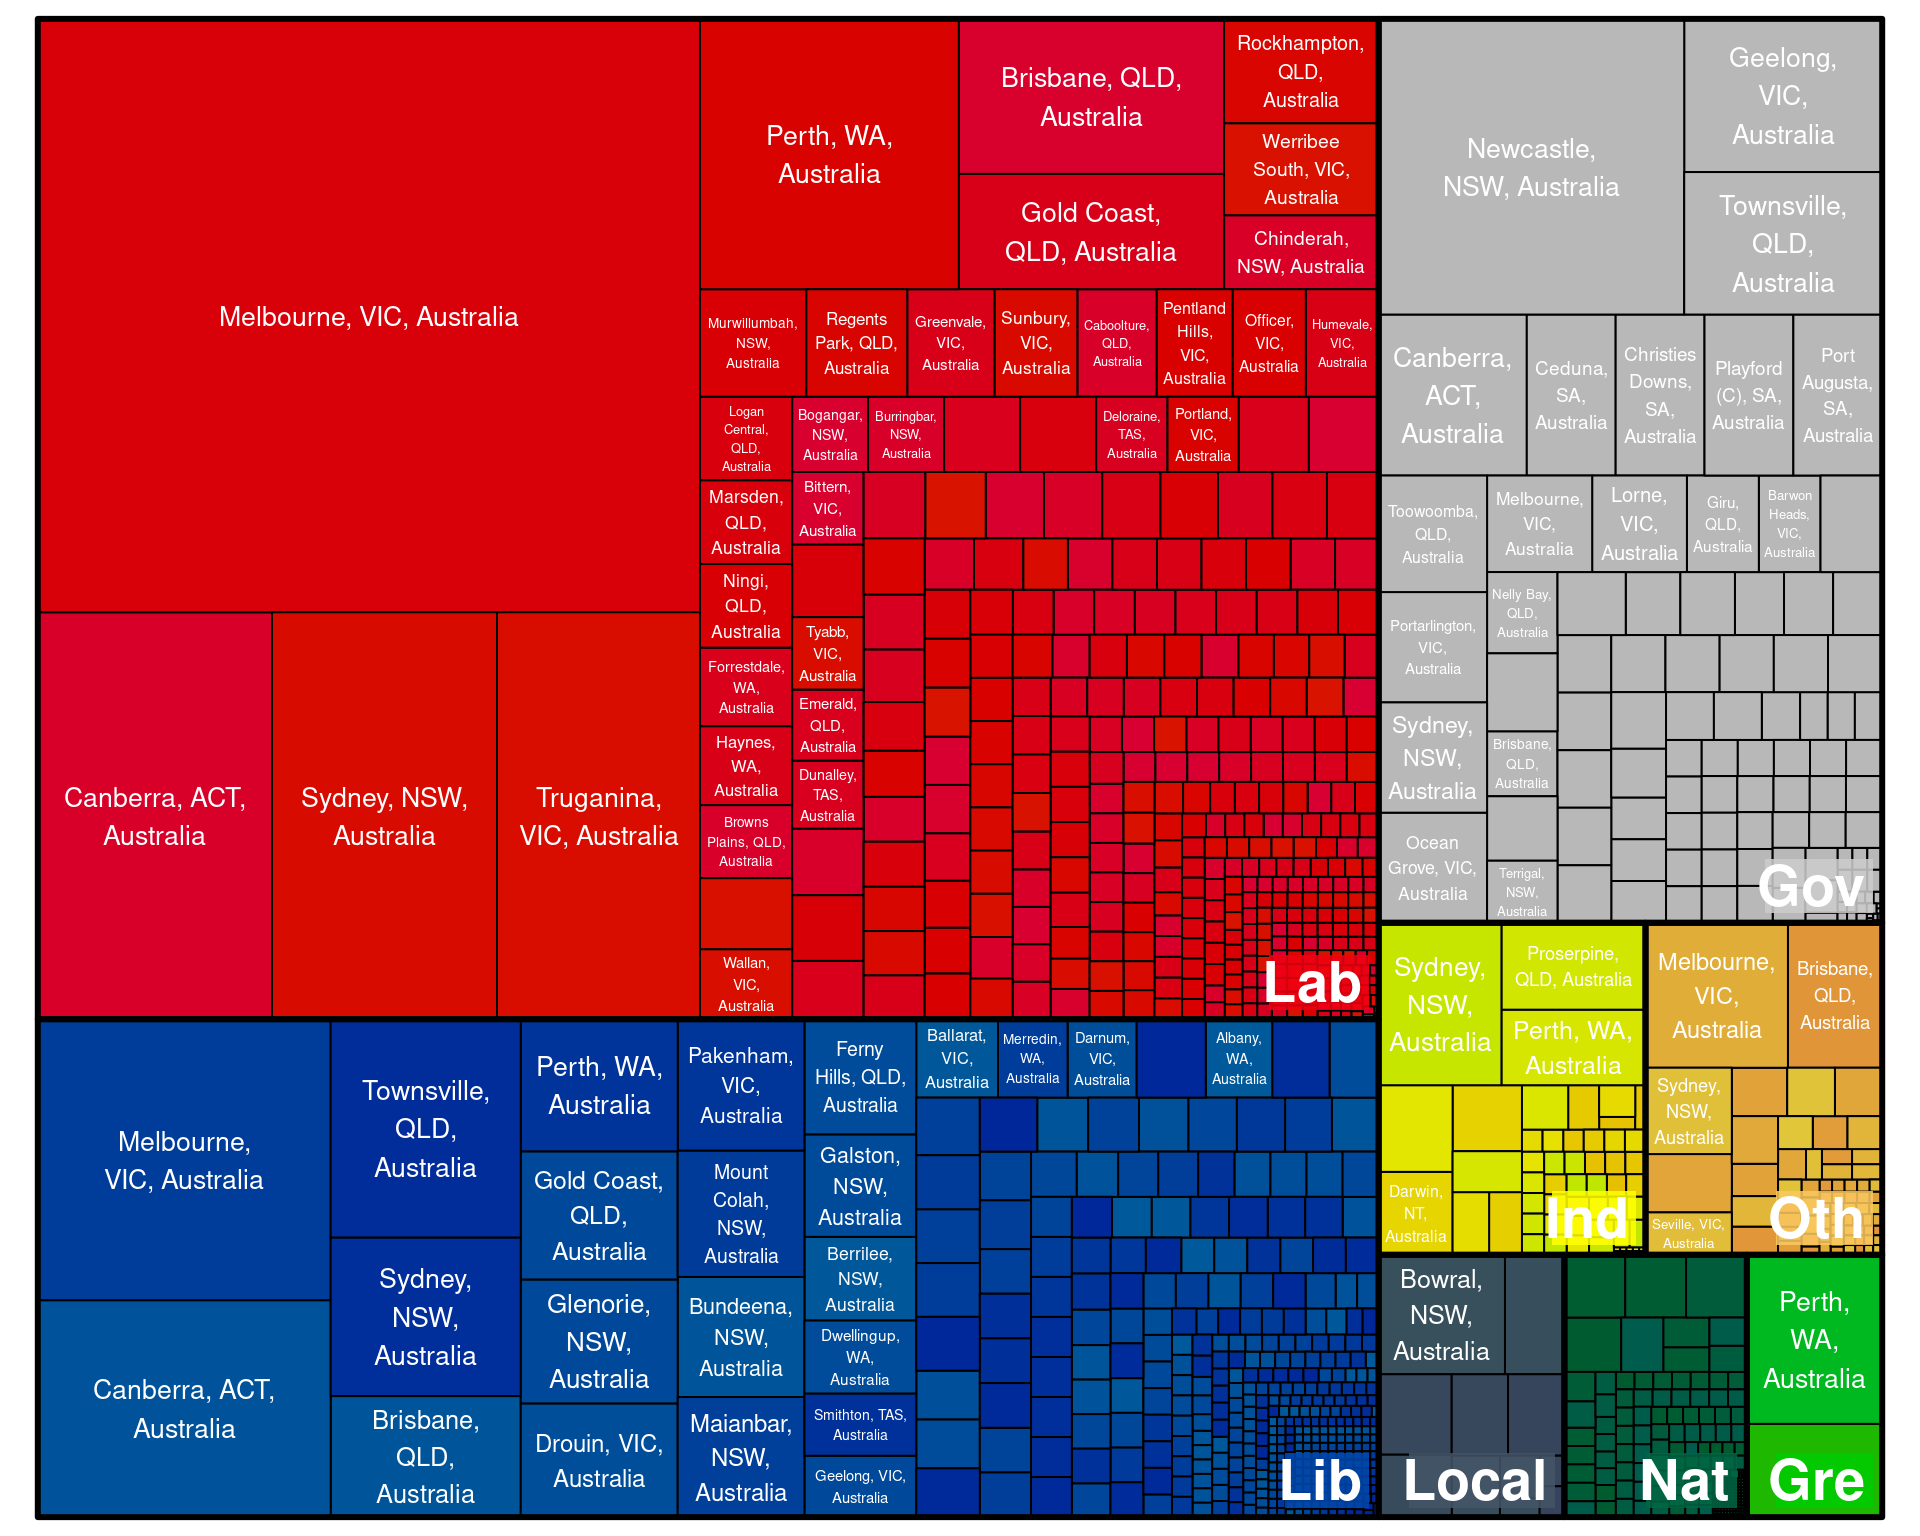 Melbourne, VIC, Australia
Canberra, ACT,
Australia
Sydney, NSW,
Australia
Truganina,
VIC, Australia
Perth, WA,
Australia
Brisbane, QLD,
Australia
Gold Coast,
QLD, Australia
Rockhampton,
QLD,
Australia
Werribee
South, VIC,
Australia
Chinderah,
NSW, Australia
Murwillumbah,
NSW,
Australia
Regents
Park, QLD,
Australia
Greenvale,
VIC,
Australia
Sunbury,
VIC,
Australia
Caboolture,
QLD,
Australia
Pentland
Hills,
VIC,
Australia
Officer,
VIC,
Australia
Humevale,
VIC,
Australia
Logan
Central,
QLD,
Australia
Marsden,
QLD,
Australia
Ningi,
QLD,
Australia
Forrestdale,
WA,
Australia
Haynes,
WA,
Australia
Browns
Plains, QLD,
Australia
Wallan,
VIC,
Australia
Bogangar,
NSW,
Australia
Burringbar,
NSW,
Australia
Deloraine,
TAS,
Australia
Portland,
VIC,
Australia
Bittern,
VIC,
Australia
Tyabb,
VIC,
Australia
Emerald,
QLD,
Australia
Dunalley,
TAS,
Australia
Lab
Newcastle,
NSW, Australia
Geelong,
VIC,
Australia
Townsville,
QLD,
Australia
Canberra,
ACT,
Australia
Ceduna,
SA,
Australia
Christies
Downs,
SA,
Australia
Playford
(C), SA,
Australia
Port
Augusta,
SA,
Australia
Toowoomba,
QLD,
Australia
Portarlington,
VIC,
Australia
Sydney,
NSW,
Australia
Ocean
Grove, VIC,
Australia
Melbourne,
VIC,
Australia
Lorne,
VIC,
Australia
Giru,
QLD,
Australia
Barwon
Heads,
VIC,
Australia
Nelly Bay,
QLD,
Australia
Brisbane,
QLD,
Australia
Terrigal,
NSW,
Australia
Gov
Sydney,
NSW,
Australia
Proserpine,
QLD, Australia
Perth, WA,
Australia
Darwin,
NT,
Australia
Ind
Melbourne,
VIC,
Australia
Brisbane,
QLD,
Australia
Sydney,
NSW,
Australia
Seville, VIC,
Australia
Oth
Melbourne,
VIC, Australia
Canberra, ACT,
Australia
Townsville,
QLD,
Australia
Sydney,
NSW,
Australia
Brisbane,
QLD,
Australia
Perth, WA,
Australia
Gold Coast,
QLD,
Australia
Glenorie,
NSW,
Australia
Drouin, VIC,
Australia
Pakenham,
VIC,
Australia
Mount
Colah,
NSW,
Australia
Bundeena,
NSW,
Australia
Maianbar,
NSW,
Australia
Ferny
Hills, QLD,
Australia
Galston,
NSW,
Australia
Berrilee,
NSW,
Australia
Dwellingup,
WA,
Australia
Smithton, TAS,
Australia
Geelong, VIC,
Australia
Ballarat,
VIC,
Australia
Merredin,
WA,
Australia
Darnum,
VIC,
Australia
Albany,
WA,
Australia
Lib
Bowral,
NSW,
Australia
Local
Nat
Perth,
WA,
Australia
Gre